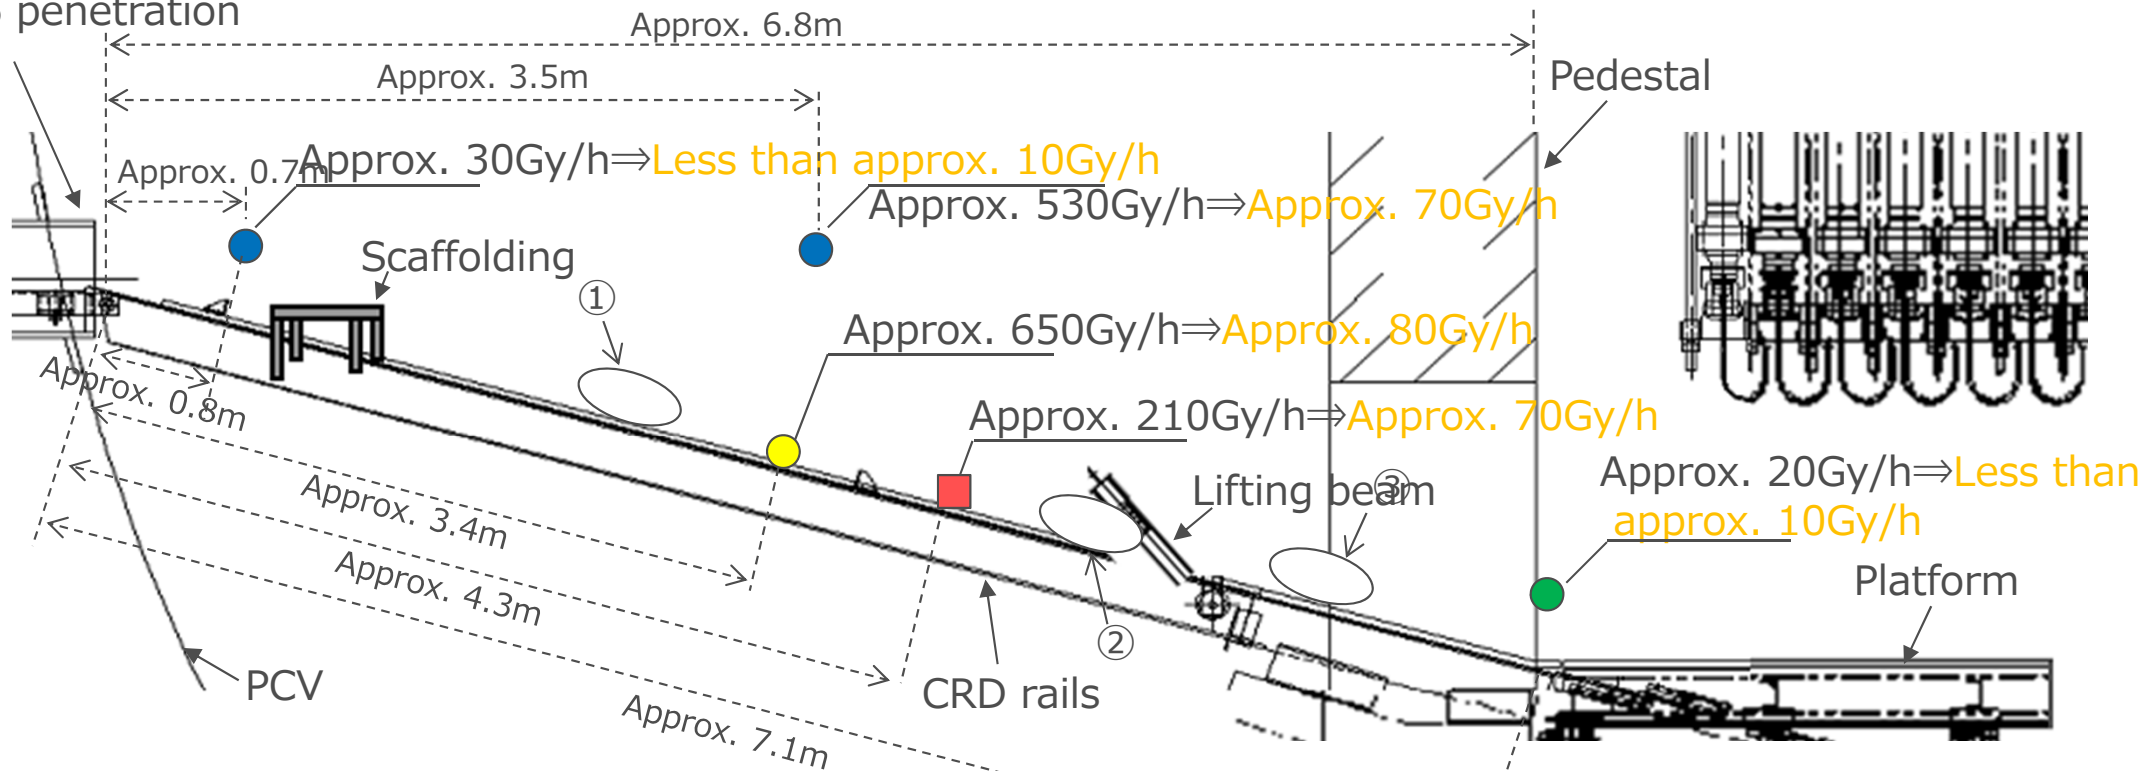 penetration
Approx. 6.8m
Approx. 3.5m
Pedestal
Approx. 0.7m
Approx. 30Gy/h⇒Less than approx. 10Gy/h
Approx. 530Gy/h⇒Approx. 70Gy/h
Scaffolding
①
Approx. 650Gy/h⇒Approx. 80Gy/h
Approx. 0.8m
Approx. 210Gy/h⇒Approx. 70Gy/h
Approx. 20Gy/h⇒Less than
approx. 10Gy/h
Lifting beam
③
Approx. 3.4m
Approx. 4.3m
Platform
②
PCV
CRD rails
Approx. 7.1m